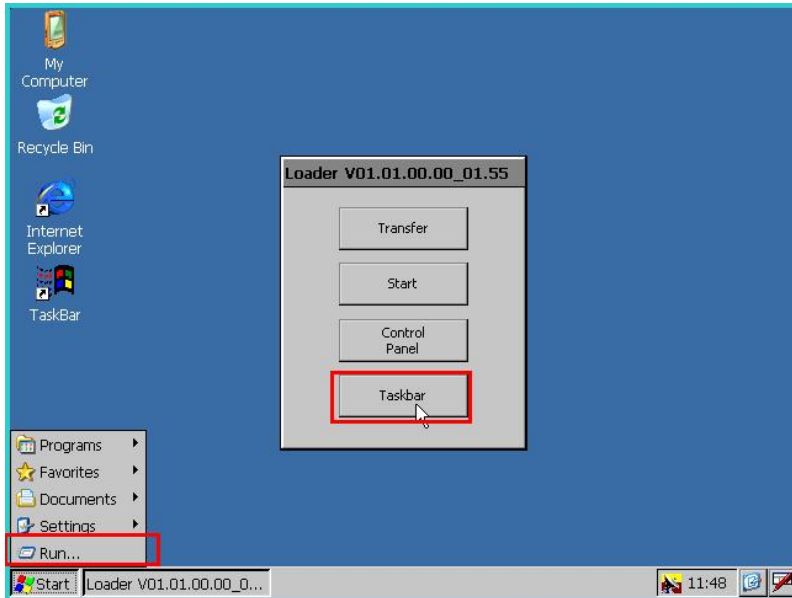 My
Computer
Recycle Bin
Internet
Explorer
TaskBar
Loader V01.01.00.00_01.55
Transfer
Start
Control
Panel
Taskbar
Programs
Favorites
Documents
Settings
Run...
Start
Loader V01.01.00.00_0...
11:48